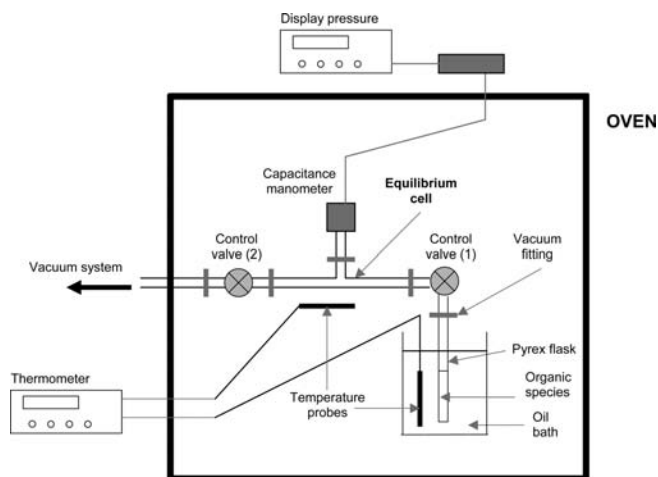 Display pressure
OVEN
Capacitance
manometer
Equilibrium
cell
Control
valve (2)
Control
valve (1)
Vacuum
fitting
Vacuum system
Pyrex flask
Thermometer
Temperature
probes
Organic
species
Oil
bath